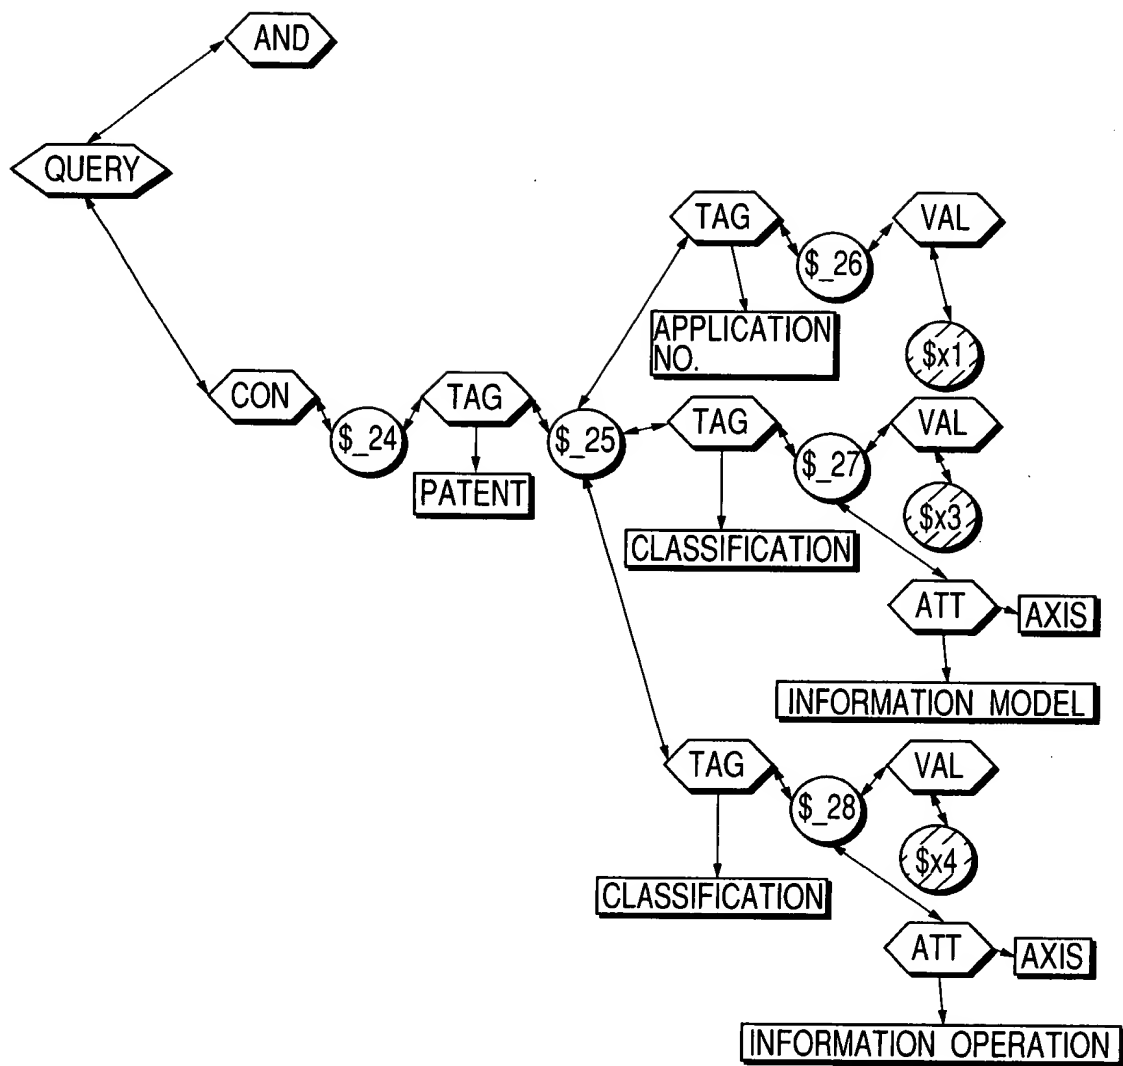 AND
QUERY
TAG
VAL
$_26
APPLICATION
NO.
$x1
CON
TAG
TAG
VAL
$_24
$_25
$_27
PATENT
$x3
CLASSIFICATION
ATT
AXIS
INFORMATION MODEL
TAG
VAL
$_28
$x4
CLASSIFICATION
ATT
AXIS
INFORMATION OPERATION